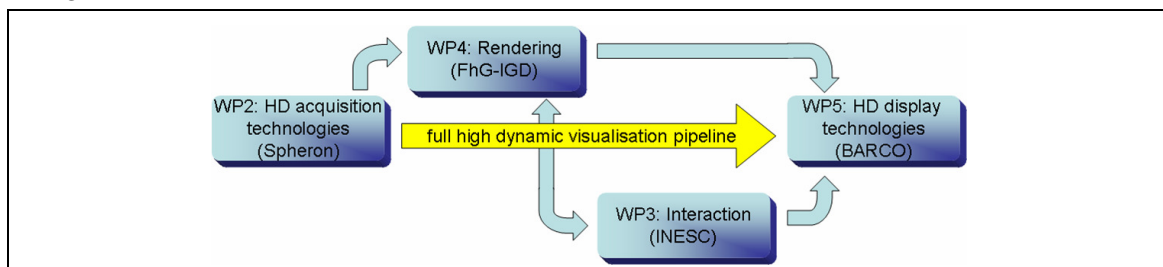 WP4: Rendering
(FhG-IGD)
WP2: HD acquisition
technologies
(Spheron)
full high dynamic visualisation pipeline
WP5: HD display
technologies
(BARCO)
WP3: Interaction
(INESC)